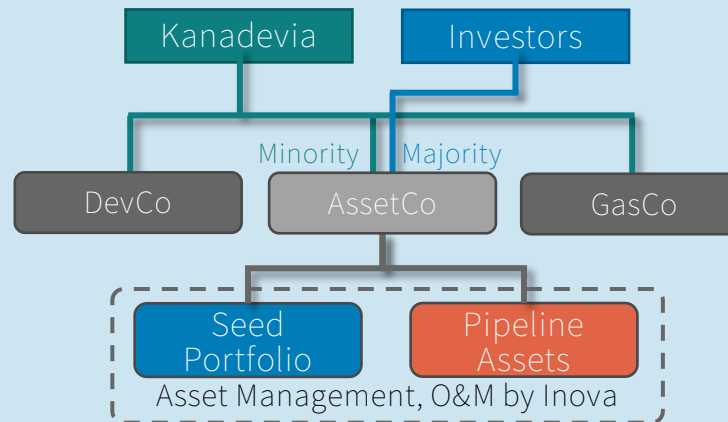 Kanadevia
Investors
Minority
Majority
DevCo
AssetCo
GasCo
Seed
Portfolio
Pipeline
Assets
Asset Management, O&M by Inova